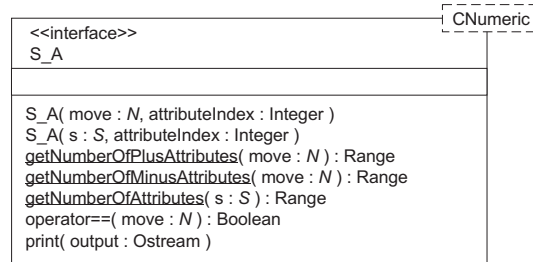 CNumeric
<<interface>>
S_A
S_A( move : N, attributeIndex : Integer )
S_A( s : S, attributeIndex : Integer )
getNumberOfPlusAttributes( move : N ) : Range
getNumberOfMinusAttributes( move : N ) : Range
getNumberOfAttributes( s : S ) : Range
operator==( move : N ) : Boolean
print( output : Ostream )